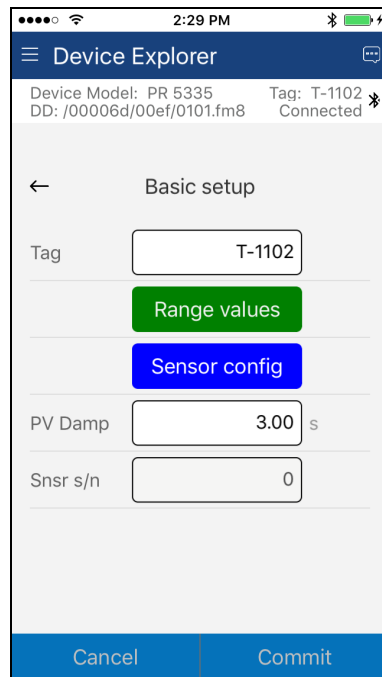 2:29 PM
Device Explorer
Device Model: PR 5335 Tag: T-1102
DD: /00006d/00ef/0101.fm8 Connected
Basic setup
Tag T-1102
Range values
Sensor config
PV Damp 3.00 s
Snsr s/n 0
Cancel Commit